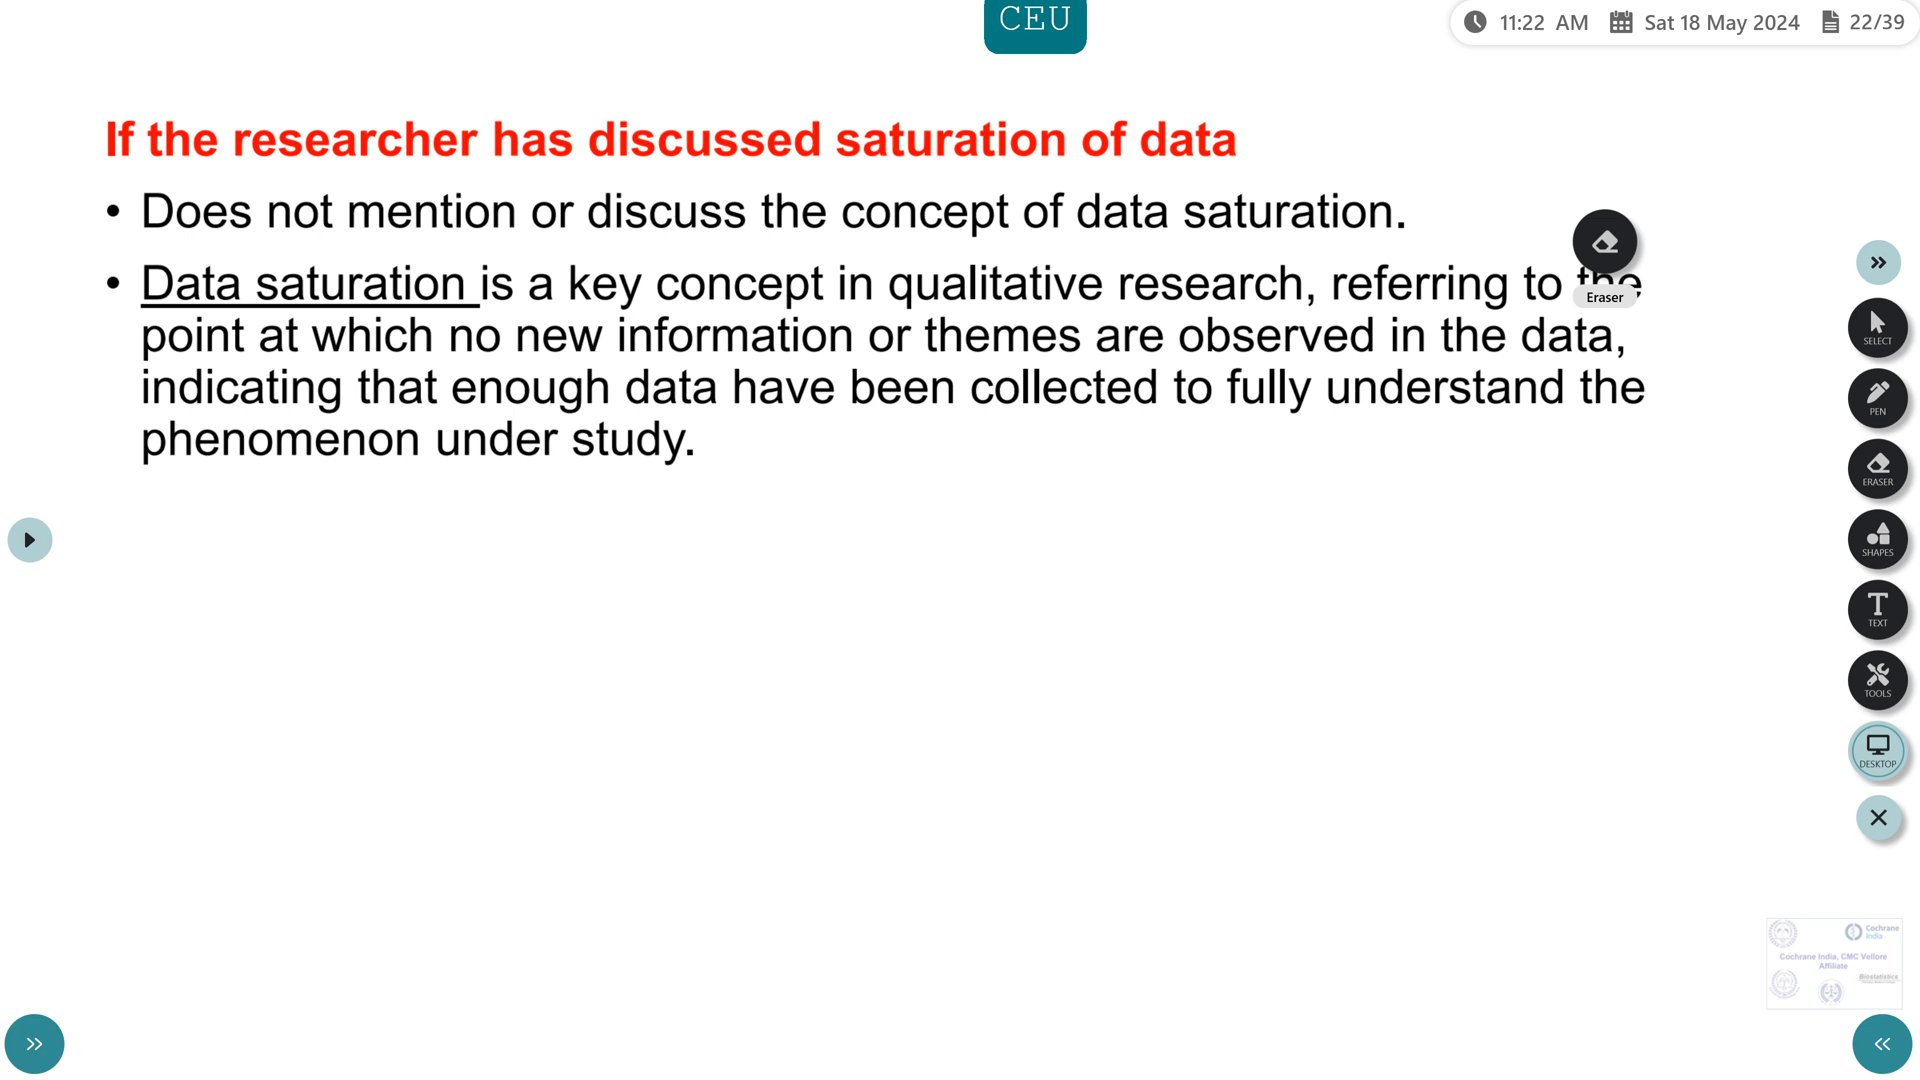 CEU
11:22 AM Sat 18 May 2024 22/39
If the researcher has discussed saturation of data
• Does not mention or discuss the concept of data saturation.
• Data saturation is a key concept in qualitative research, referring to the
point at which no new information or themes are observed in the data,
indicating that enough data have been collected to fully understand the
phenomenon under study.
Eraser
SELECT
PEN
ERASER
SHAPES
TEXT
TOOLS
DESKTOP
Cochrane
India
Cochrane India, CMC Vellore
Affiliate
Biostatistics